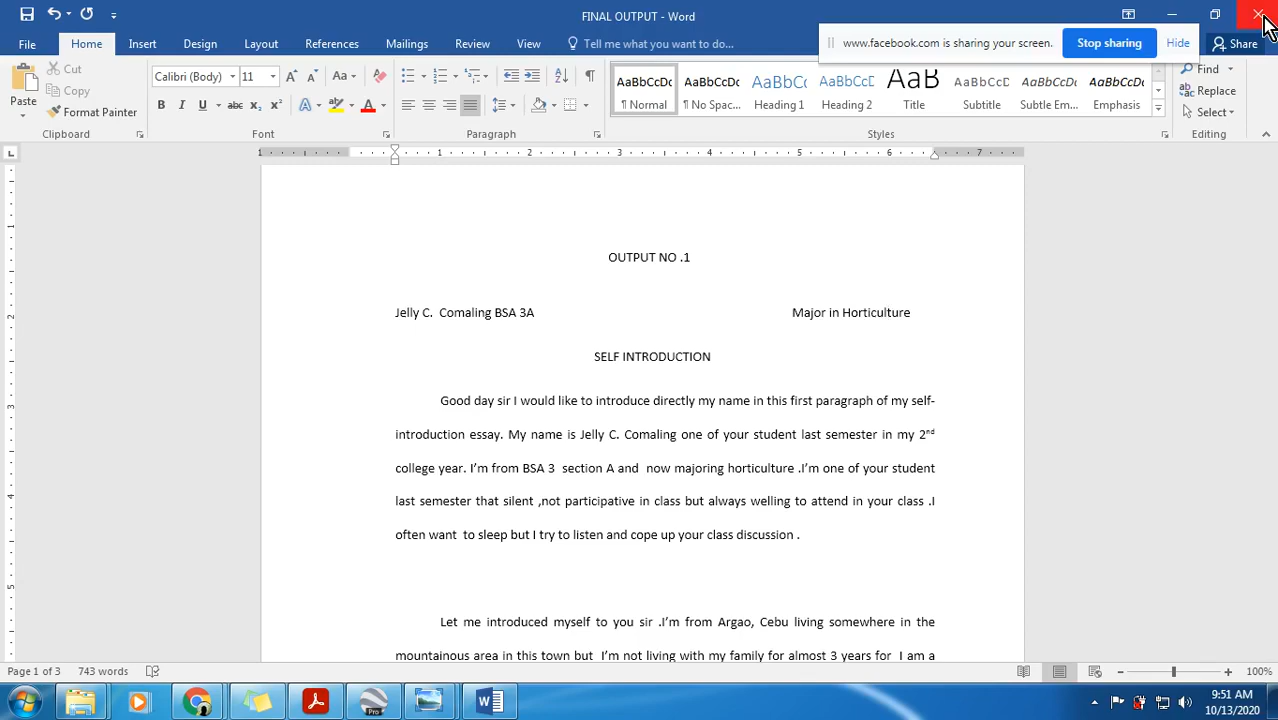 FINAL OUTPUT - Word
www.facebook.com is sharing your screen. Stop sharing Hide
File Home Insert Design Layout References Mailings Review View Tell me what you want to do... Share
Paste Cut Copy Format Painter
Calibri (Body) 11
AaBbCcDc AaBbCcDc AaBbCc AaBbCcD AaB AaBbCcD AaBbCcDc AaBbCcDc
¶ Normal ¶ No Spac... Heading 1 Heading 2 Title Subtitle Subtle Em... Emphasis
Find
Replace
Select
Clipboard Font Paragraph Styles Editing
1 1 2 3 4 5 6 7
OUTPUT NO .1
Jelly C.  Comaling BSA 3A Major in Horticulture
SELF INTRODUCTION
Good day sir I would like to introduce directly my name in this first paragraph of my self-
introduction essay. My name is Jelly C. Comaling one of your student last semester in my 2nd
college year. I’m from BSA 3  section A and  now majoring horticulture .I’m one of your student
last semester that silent ,not participative in class but always welling to attend in your class .I
often want  to sleep but I try to listen and cope up your class discussion .
Let me introduced myself to you sir .I’m from Argao, Cebu living somewhere in the
mountainous area in this town but  I’m not living with my family for almost 3 years for  I am a
Page 1 of 3 743 words 100%
9:51 AM
10/13/2020